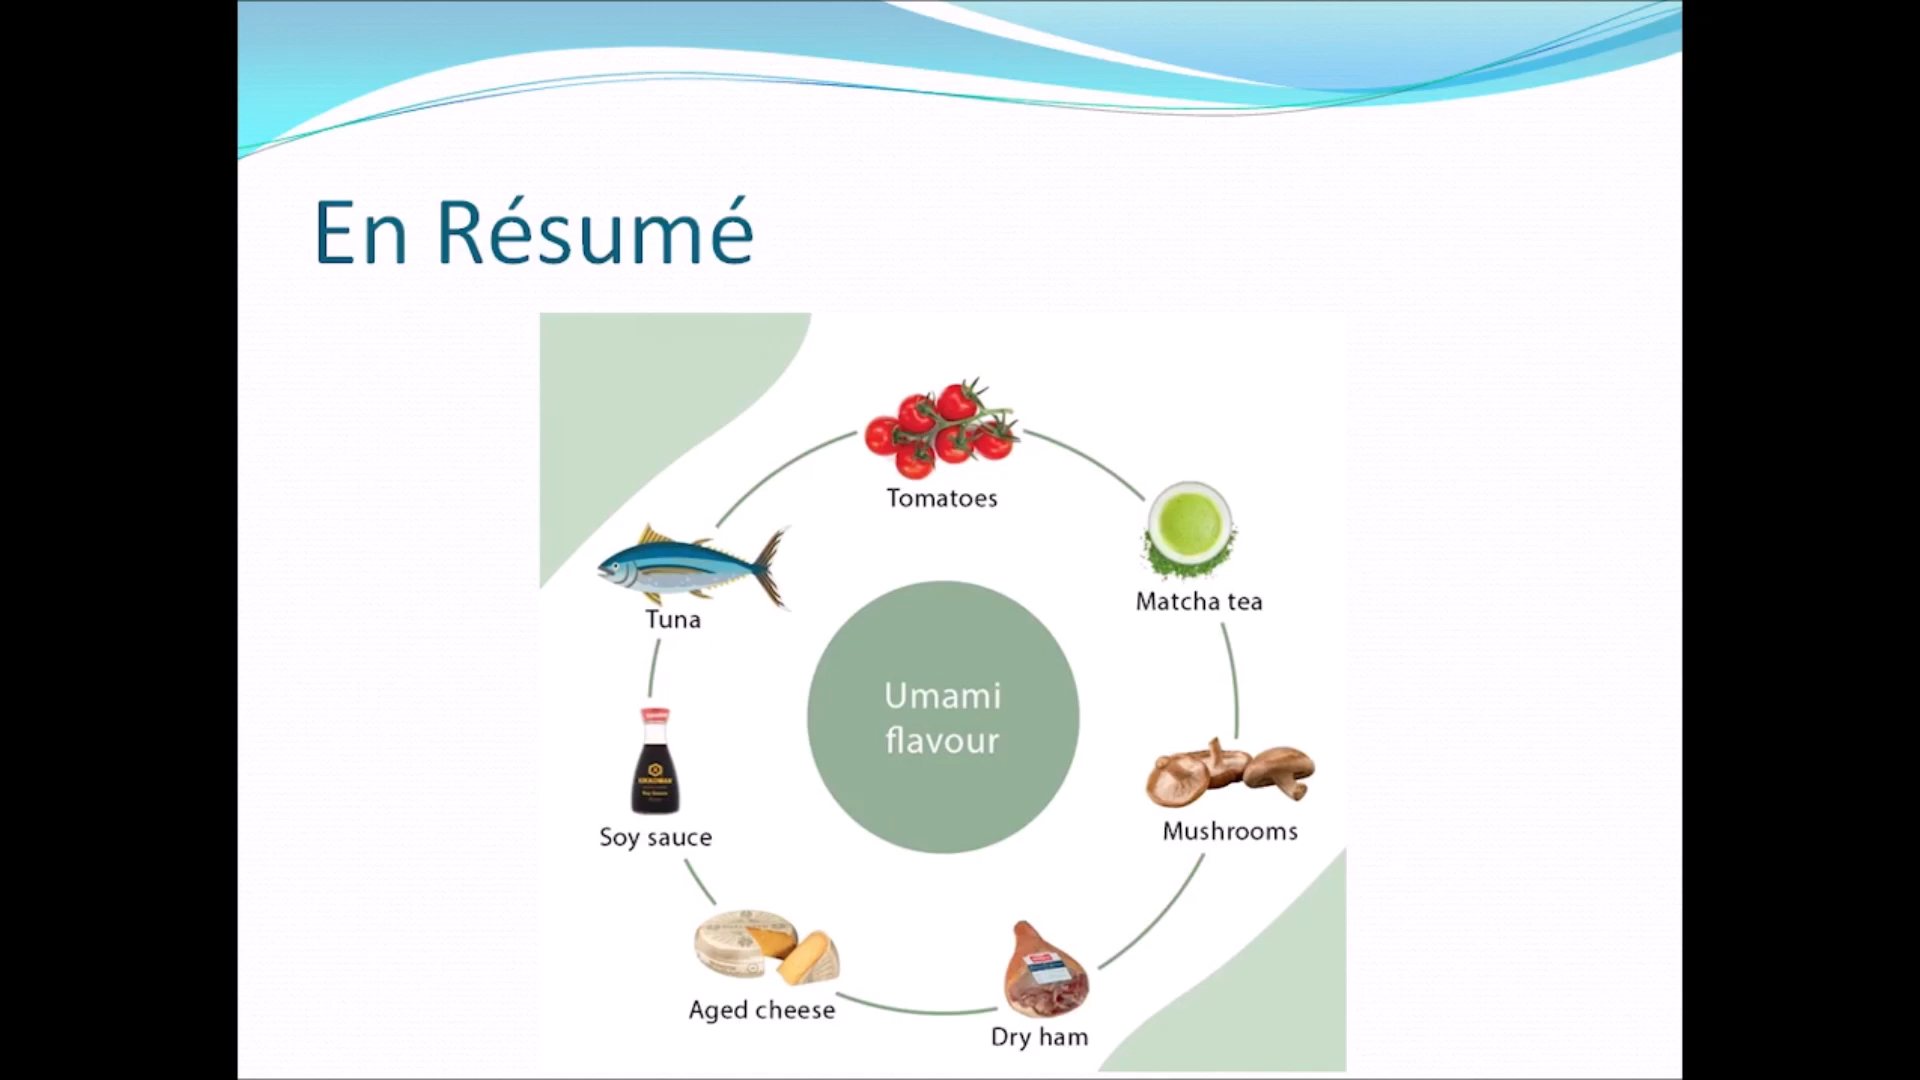 En Résumé
Tomatoes
Matcha tea
Tuna
Umami
flavour
Mushrooms
Soy sauce
Aged cheese
Dry ham